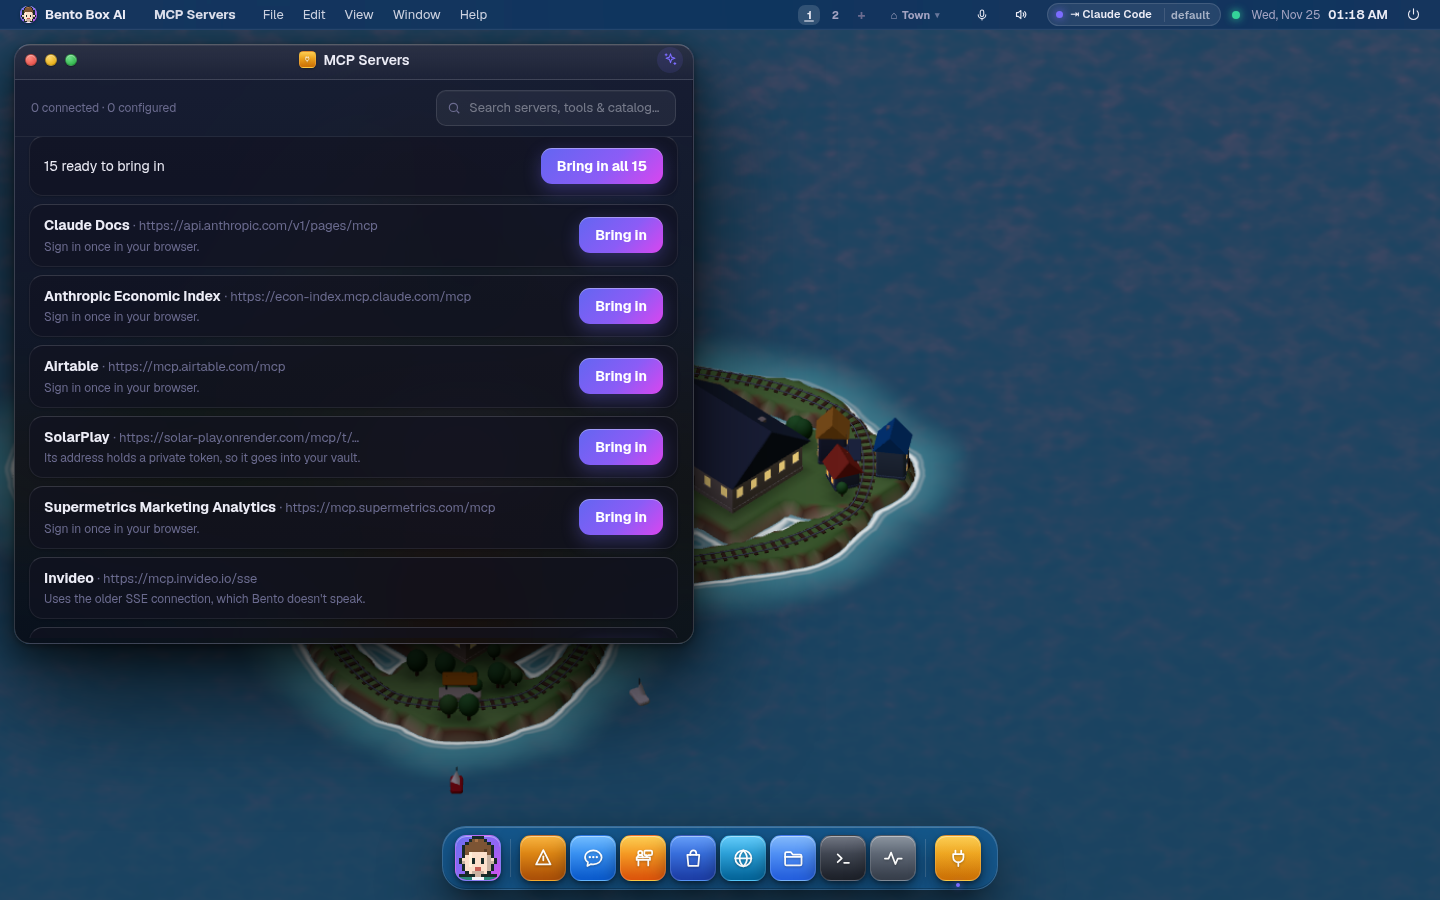 Bento Box AI MCP Servers File Edit View Window Help 1 2 + Town Claude Code default Wed, Nov 25 01:18 AM
MCP Servers
0 connected · 0 configured
Search servers, tools & catalog...
15 ready to bring in
Bring in all 15
Claude Docs · https://api.anthropic.com/v1/pages/mcp
Sign in once in your browser.
Bring in
Anthropic Economic Index · https://econ-index.mcp.claude.com/mcp
Sign in once in your browser.
Bring in
Airtable · https://mcp.airtable.com/mcp
Sign in once in your browser.
Bring in
SolarPlay · https://solar-play.onrender.com/mcp/t/...
Its address holds a private token, so it goes into your vault.
Bring in
Supermetrics Marketing Analytics · https://mcp.supermetrics.com/mcp
Sign in once in your browser.
Bring in
Invideo · https://mcp.invideo.io/sse
Uses the older SSE connection, which Bento doesn't speak.